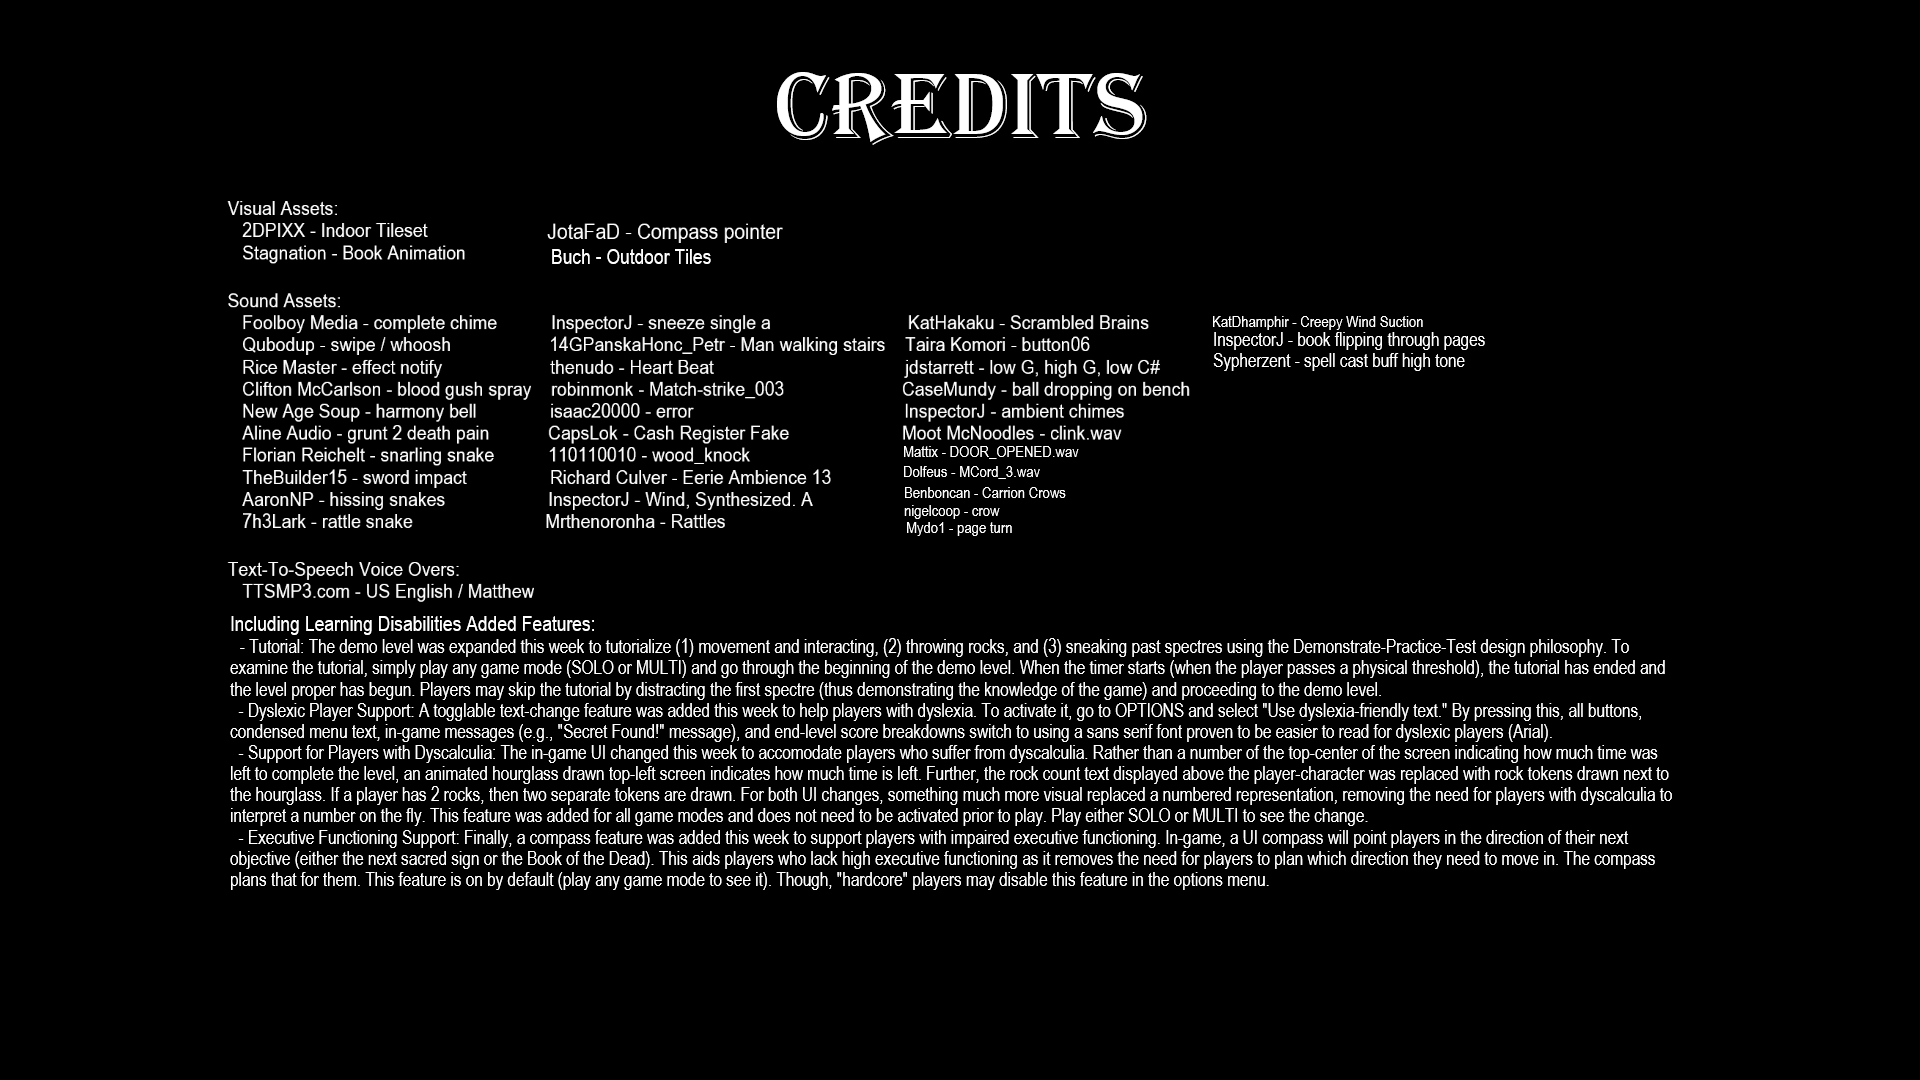 CREDITS
Visual Assets:
2DPIXX - Indoor Tileset
Stagnation - Book Animation
JotaFaD - Compass pointer
Buch - Outdoor Tiles
Sound Assets:
Foolboy Media - complete chime
Qubodup - swipe / whoosh
Rice Master - effect notify
Clifton McCarlson - blood gush spray
New Age Soup - harmony bell
Aline Audio - grunt 2 death pain
Florian Reichelt - snarling snake
TheBuilder15 - sword impact
AaronNP - hissing snakes
7h3Lark - rattle snake
InspectorJ - sneeze single a
14GPanskaHonc_Petr - Man walking stairs
thenudo - Heart Beat
robinmonk - Match-strike_003
isaac20000 - error
CapsLok - Cash Register Fake
110110010 - wood_knock
Richard Culver - Eerie Ambience 13
InspectorJ - Wind, Synthesized. A
Mrthenoronha - Rattles
KatHakaku - Scrambled Brains
Taira Komori - button06
jdstarrett - low G, high G, low C#
CaseMundy - ball dropping on bench
InspectorJ - ambient chimes
Moot McNoodles - clink.wav
Mattix - DOOR_OPENED.wav
Dolfeus - MCord_3.wav
Benboncan - Carrion Crows
nigelcoop - crow
Mydo1 - page turn
KatDhamphir - Creepy Wind Suction
InspectorJ - book flipping through pages
Sypherzent - spell cast buff high tone
Text-To-Speech Voice Overs:
TTSMP3.com - US English / Matthew
Including Learning Disabilities Added Features:
- Tutorial: The demo level was expanded this week to tutorialize (1) movement and interacting, (2) throwing rocks, and (3) sneaking past spectres using the Demonstrate-Practice-Test design philosophy. To
examine the tutorial, simply play any game mode (SOLO or MULTI) and go through the beginning of the demo level. When the timer starts (when the player passes a physical threshold), the tutorial has ended and
the level proper has begun. Players may skip the tutorial by distracting the first spectre (thus demonstrating the knowledge of the game) and proceeding to the demo level.
- Dyslexic Player Support: A togglable text-change feature was added this week to help players with dyslexia. To activate it, go to OPTIONS and select "Use dyslexia-friendly text." By pressing this, all buttons,
condensed menu text, in-game messages (e.g., "Secret Found!" message), and end-level score breakdowns switch to using a sans serif font proven to be easier to read for dyslexic players (Arial).
- Support for Players with Dyscalculia: The in-game UI changed this week to accomodate players who suffer from dyscalculia. Rather than a number of the top-center of the screen indicating how much time was
left to complete the level, an animated hourglass drawn top-left screen indicates how much time is left. Further, the rock count text displayed above the player-character was replaced with rock tokens drawn next to
the hourglass. If a player has 2 rocks, then two separate tokens are drawn. For both UI changes, something much more visual replaced a numbered representation, removing the need for players with dyscalculia to
interpret a number on the fly. This feature was added for all game modes and does not need to be activated prior to play. Play either SOLO or MULTI to see the change.
- Executive Functioning Support: Finally, a compass feature was added this week to support players with impaired executive functioning. In-game, a UI compass will point players in the direction of their next
objective (either the next sacred sign or the Book of the Dead). This aids players who lack high executive functioning as it removes the need for players to plan which direction they need to move in. The compass
plans that for them. This feature is on by default (play any game mode to see it). Though, "hardcore" players may disable this feature in the options menu.